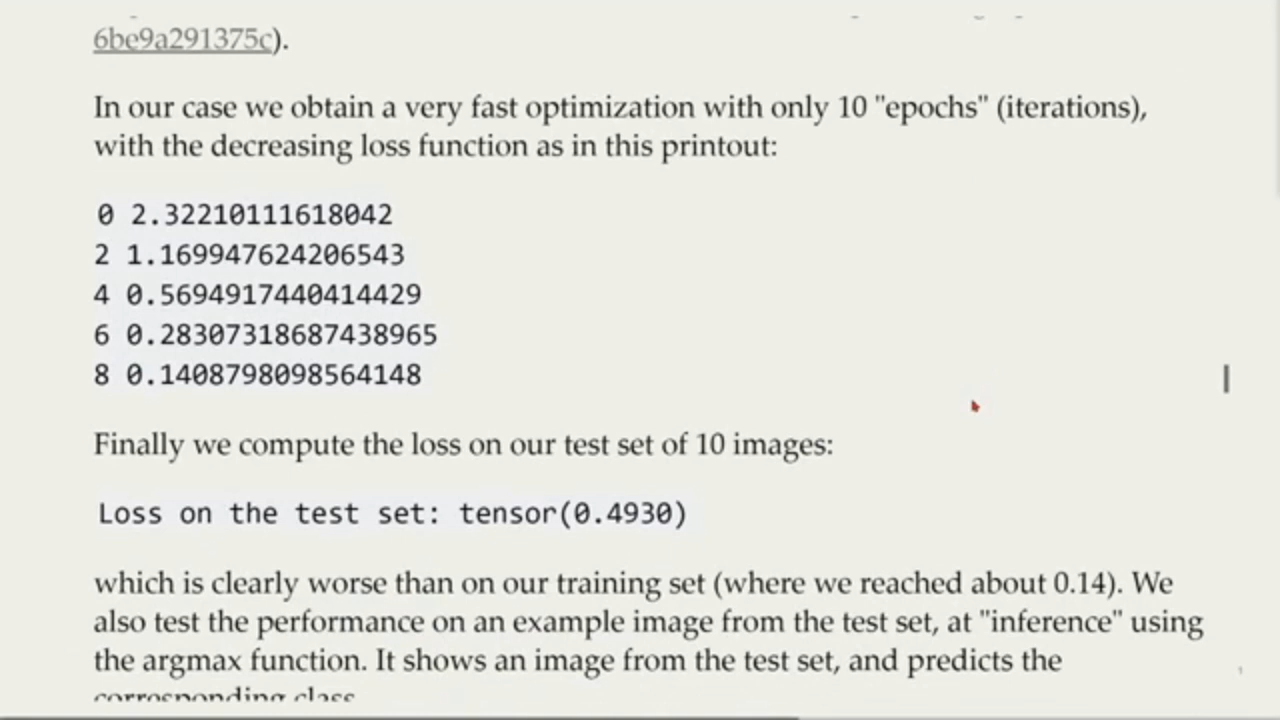 6be9a291375c).
In our case we obtain a very fast optimization with only 10 "epochs" (iterations),
with the decreasing loss function as in this printout:
0 2.32210111618042
2 1.169947624206543
4 0.5694917440414429
6 0.28307318687438965
8 0.1408798098564148
Finally we compute the loss on our test set of 10 images:
Loss on the test set: tensor(0.4930)
which is clearly worse than on our training set (where we reached about 0.14). We
also test the performance on an example image from the test set, at "inference" using
the argmax function. It shows an image from the test set, and predicts the
corresponding class